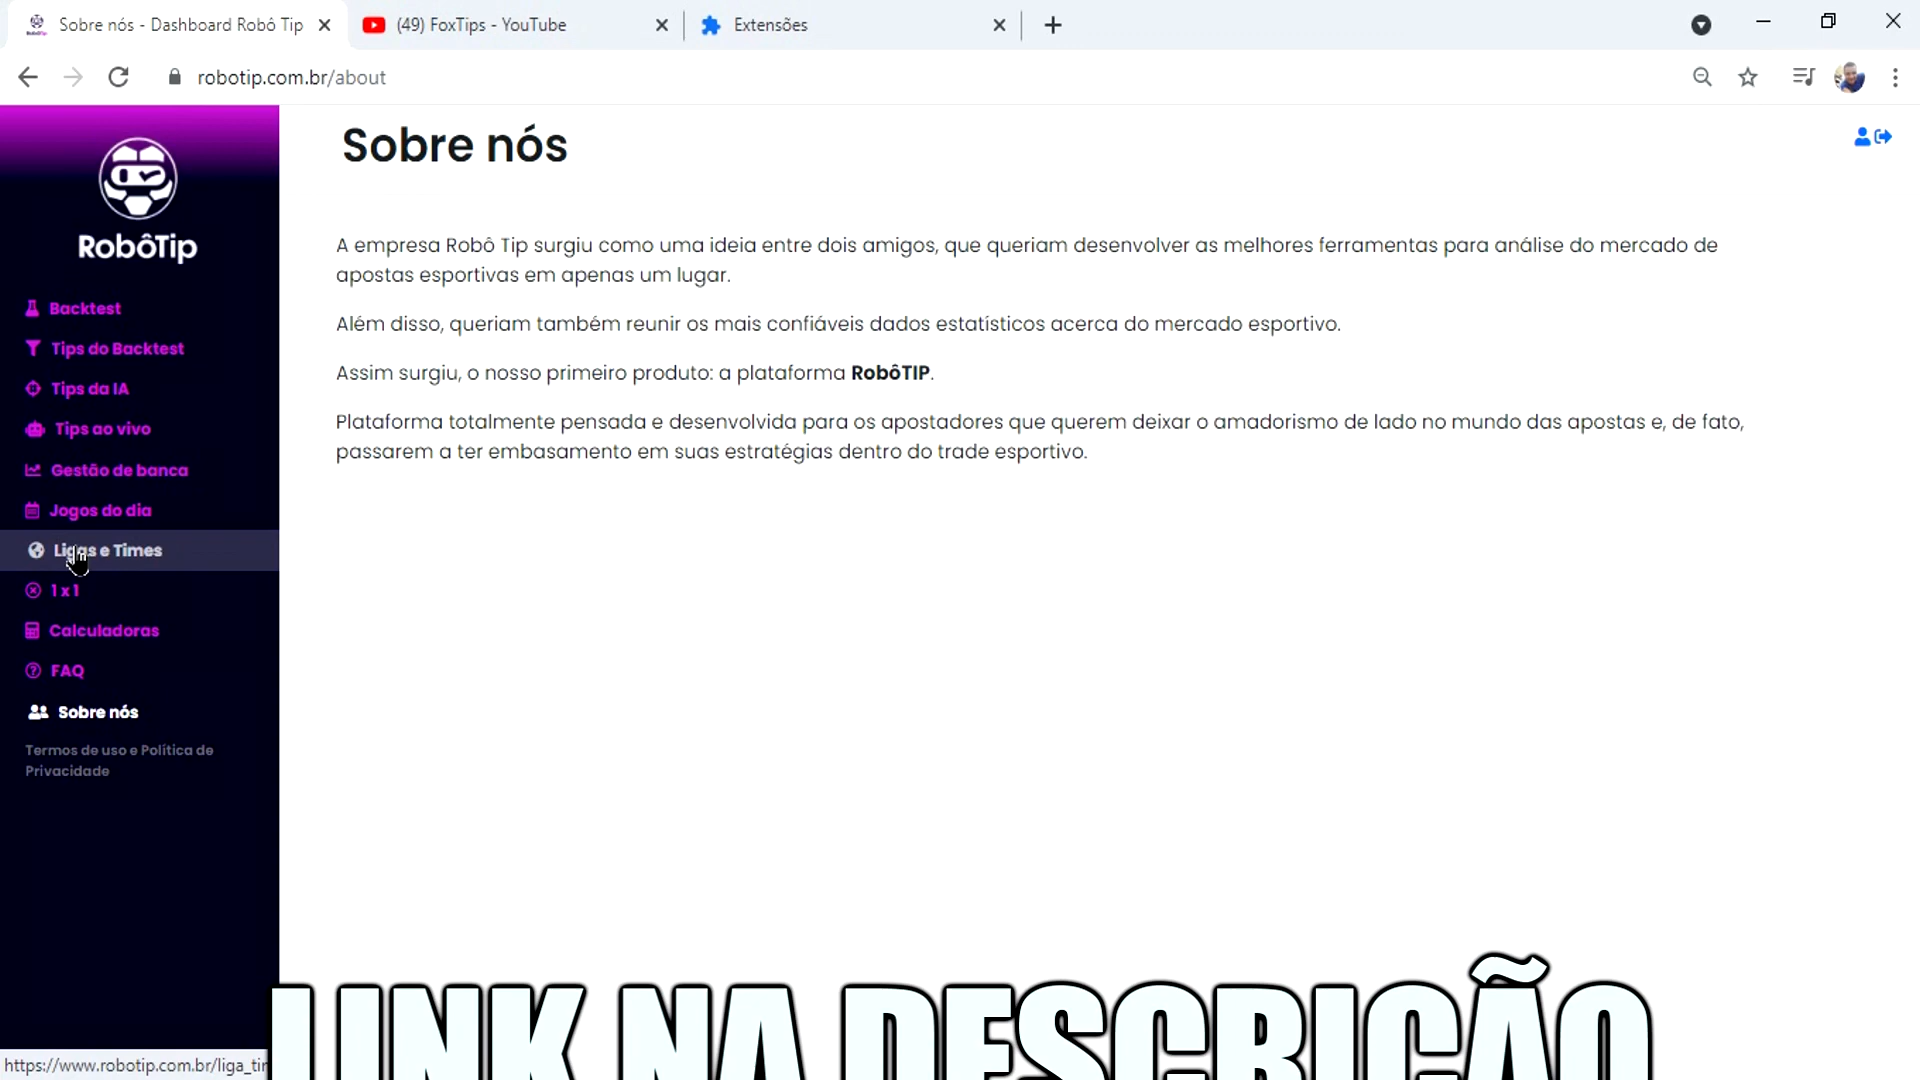 Sobre nós - Dashboard Robô Tip
(49) FoxTips - YouTube
Extensões
robotip.com.br/about
RobôTip
Backtest
Tips do Backtest
Tips da IA
Tips ao vivo
Gestão de banca
Jogos do dia
Ligas e Times
1 x 1
Calculadoras
FAQ
Sobre nós
Termos de uso e Política de
Privacidade
Sobre nós
A empresa Robô Tip surgiu como uma ideia entre dois amigos, que queriam desenvolver as melhores ferramentas para análise do mercado de
apostas esportivas em apenas um lugar.
Além disso, queriam também reunir os mais confiáveis dados estatísticos acerca do mercado esportivo.
Assim surgiu, o nosso primeiro produto: a plataforma RobôTIP.
Plataforma totalmente pensada e desenvolvida para os apostadores que querem deixar o amadorismo de lado no mundo das apostas e, de fato,
passarem a ter embasamento em suas estratégias dentro do trade esportivo.
https://www.robotip.com.br/liga_tir
LINK NA DESCRIÇÃO